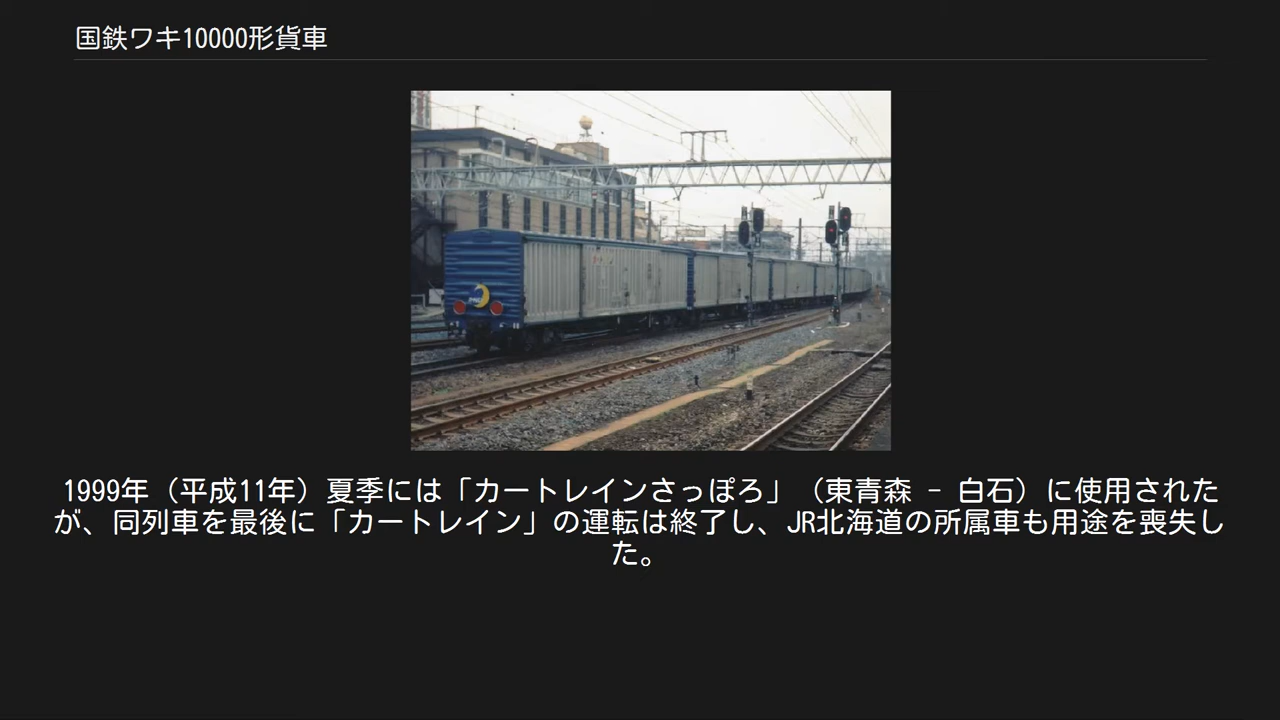 国鉄ワキ10000形貨車
1999年（平成11年）夏季には「カートレインさっぽろ」（東青森 - 白石）に使用された
が、同列車を最後に「カートレイン」の運転は終了し、JR北海道の所属車も用途を喪失し
た。